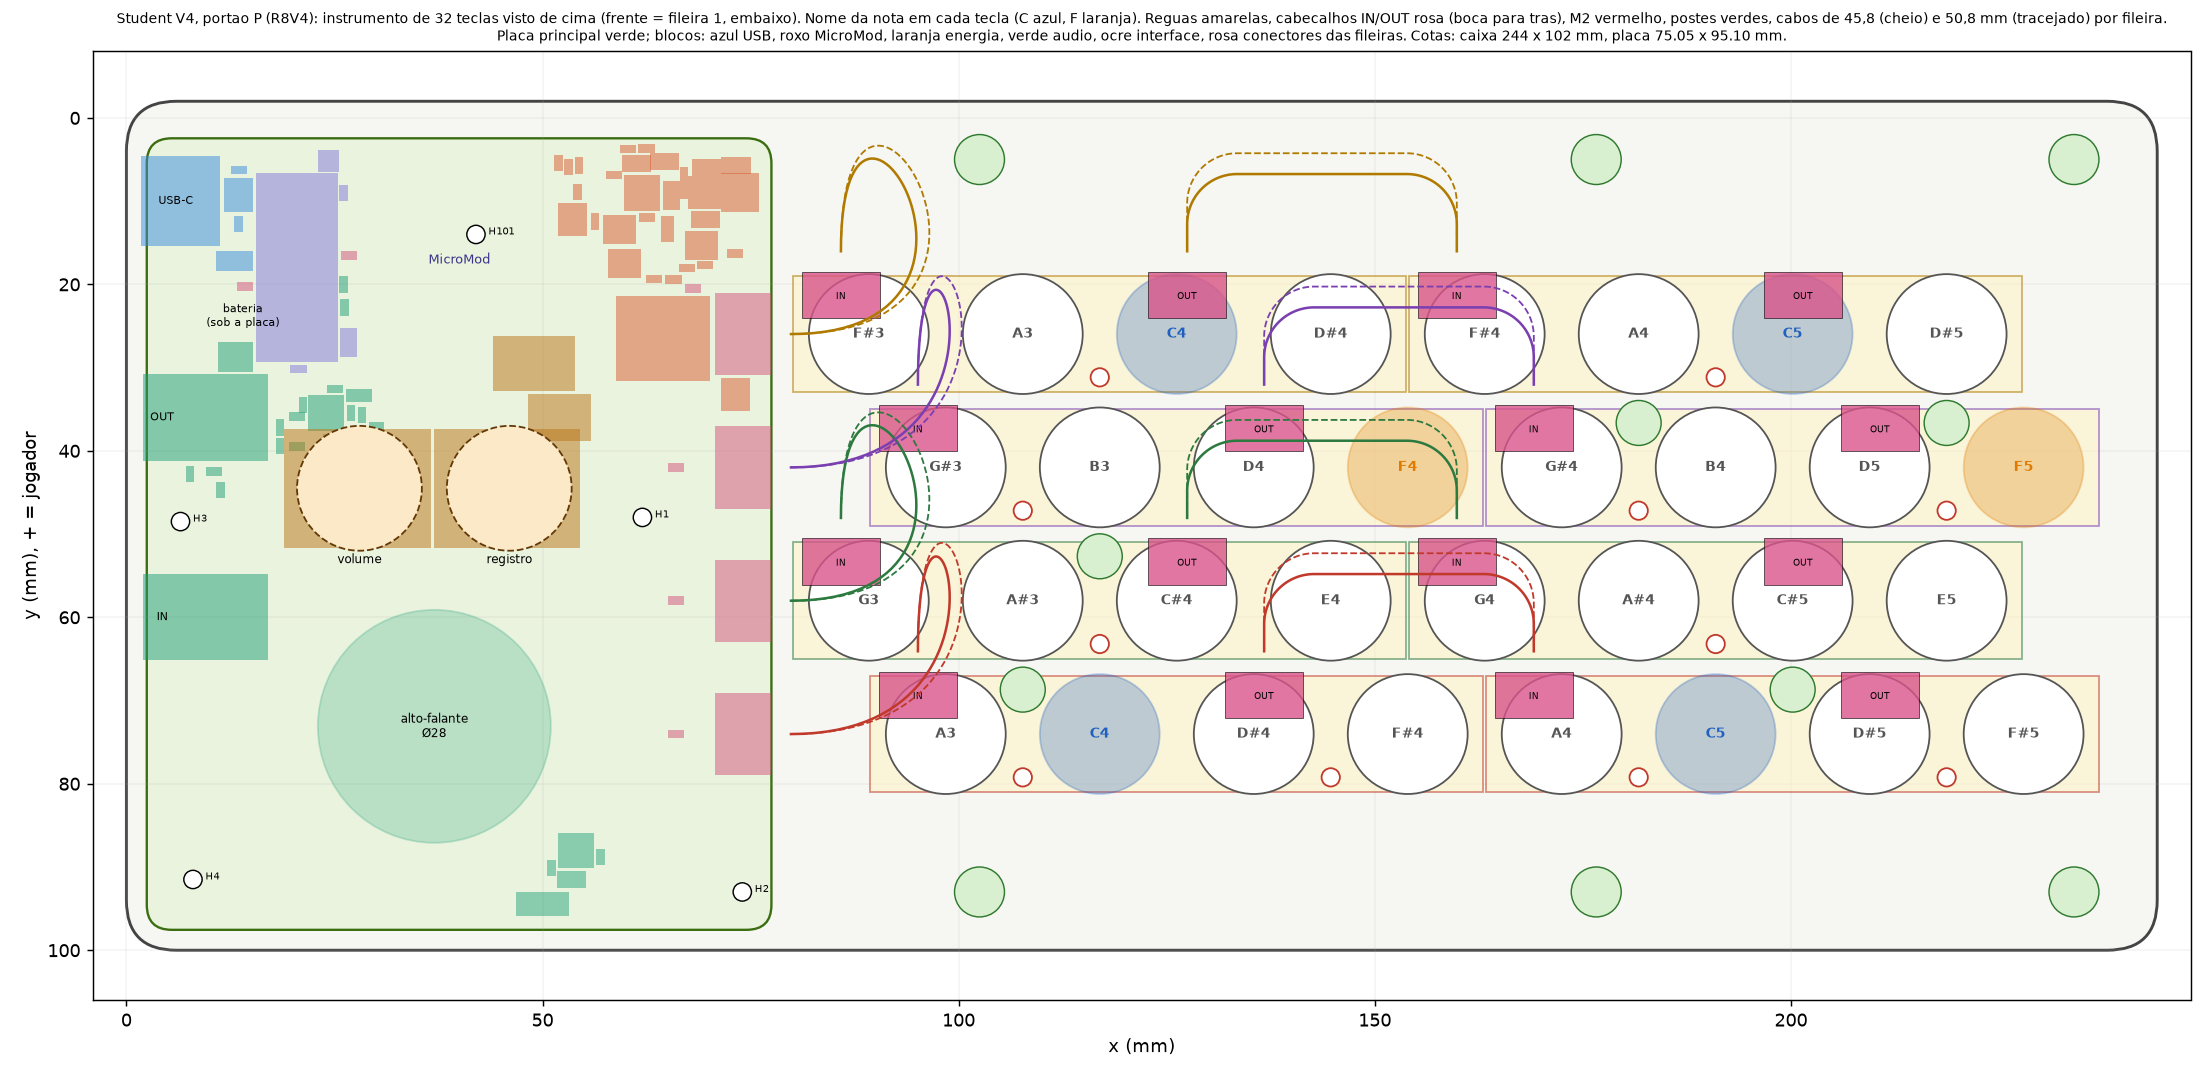 Student V4, portao P (R8V4): instrumento de 32 teclas visto de cima (frente = fileira 1, embaixo). Nome da nota em cada tecla (C azul, F laranja). Reguas amarelas, cabecalhos IN/OUT rosa (boca para tras), M2 vermelho, postes verdes, cabos de 45,8 (cheio) e 50,8 mm (tracejado) por fileira.
Placa principal verde; blocos: azul USB, roxo MicroMod, laranja energia, verde audio, ocre interface, rosa conectores das fileiras. Cotas: caixa 244 x 102 mm, placa 75.05 x 95.10 mm.
y (mm), + = jogador
0
20
40
60
80
100
USB-C
H101
MicroMod
bateria
(sob a placa)
OUT
H3
H1
volume
registro
IN
alto-falante
Ø28
H4
H2
IN
OUT
IN
OUT
F#3
A3
C4
D#4
F#4
A4
C5
D#5
IN
OUT
IN
OUT
G#3
B3
D4
F4
G#4
B4
D5
F5
IN
OUT
IN
OUT
G3
A#3
C#4
E4
G4
A#4
C#5
E5
IN
OUT
IN
OUT
A3
C4
D#4
F#4
A4
C5
D#5
F#5
0
50
100
150
200
x (mm)